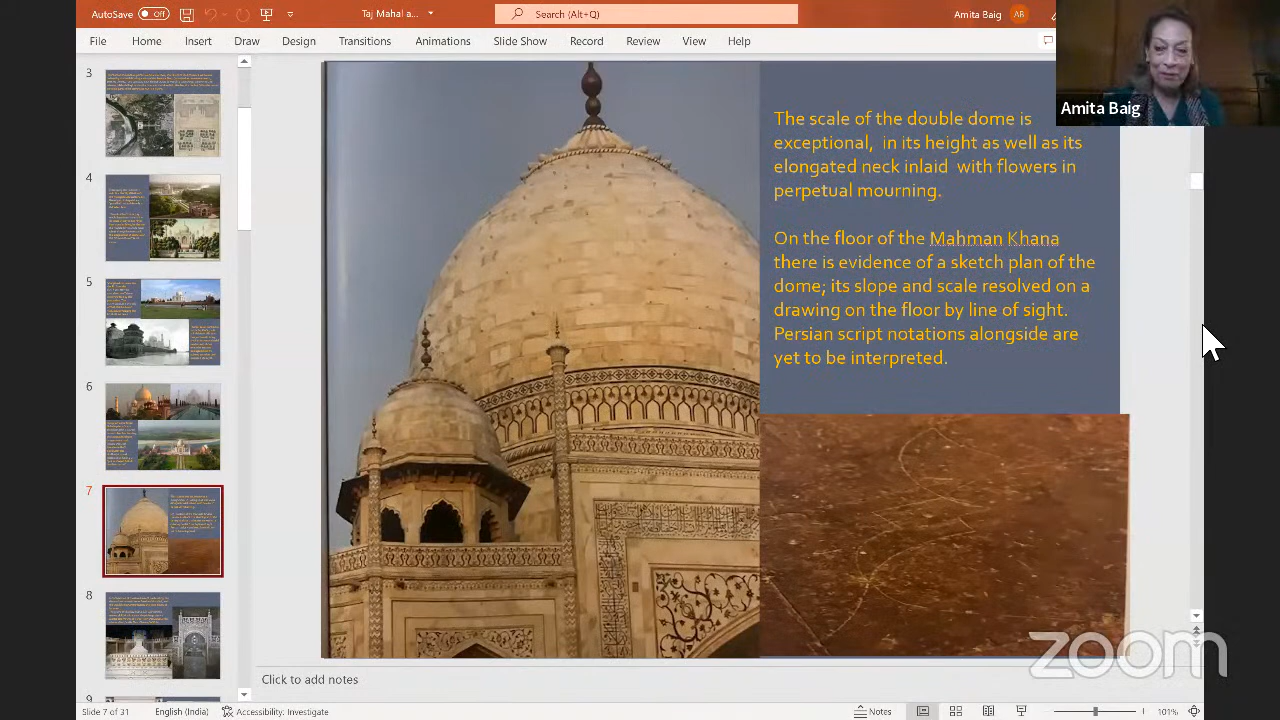 AutoSave
Off
Taj Mahal a...
Search (Alt+Q)
Amita Baig
AB
File
Home
Insert
Draw
Design
Transitions
Animations
Slide Show
Record
Review
View
Help
Amita Baig
3
4
5
6
7
8
9
The scale of the double dome is
exceptional, in its height as well as its
elongated neck inlaid with flowers in
perpetual mourning.
On the floor of the Mahman Khana
there is evidence of a sketch plan of the
dome; its slope and scale resolved on a
drawing on the floor by line of sight.
Persian script notations alongside are
yet to be interpreted.
zoom
Click to add notes
Slide 7 of 31
English (India)
Accessibility: Investigate
Notes
101%